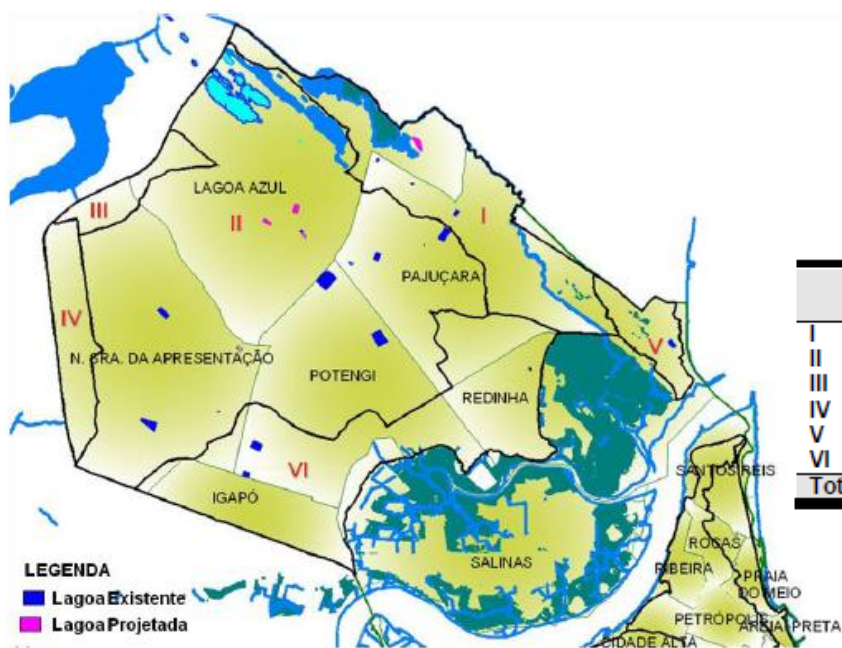 LAGOA AZUL
III
II
I
PAJUÇARA
IV
N. SRA. DA APRESENTAÇÃO
POTENGI
V
REDINHA
VI
IGAPÓ
SANTOS REIS
SALINAS
ROCAS
RIBEIRA
PRAIA
DO MEIO
PETRÓPOLIS
AREIA PRETA
CIDADE ALTA
LEGENDA
Lagoa Existente
Lagoa Projetada
I
II
III
IV
V
VI
Tot